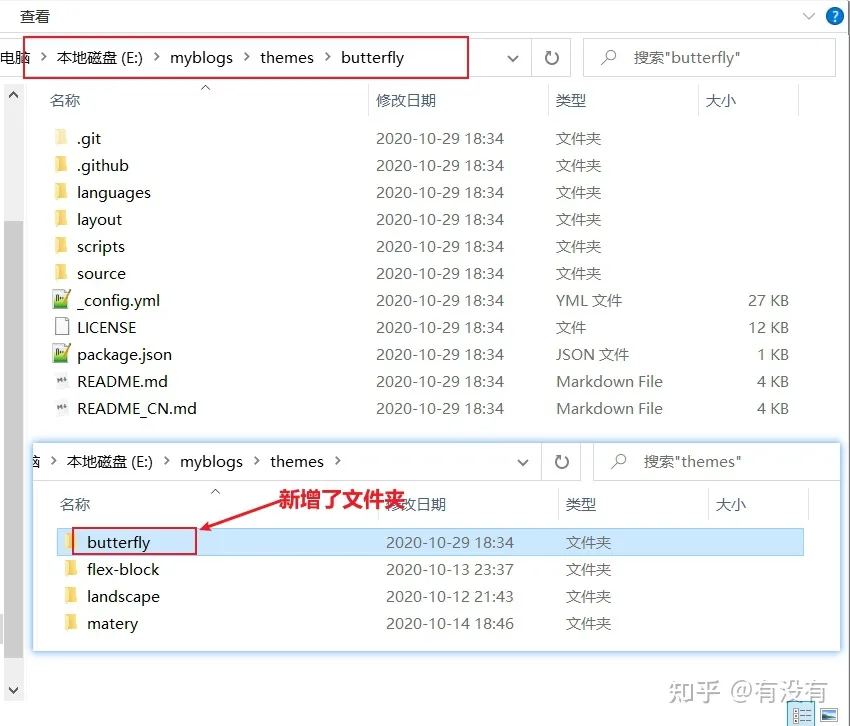 查看
电脑 > 本地磁盘 (E:) > myblogs > themes > butterfly 搜索"butterfly"
名称 修改日期 类型 大小
.git 2020-10-29 18:34 文件夹
.github 2020-10-29 18:34 文件夹
languages 2020-10-29 18:34 文件夹
layout 2020-10-29 18:34 文件夹
scripts 2020-10-29 18:34 文件夹
source 2020-10-29 18:34 文件夹
_config.yml 2020-10-29 18:34 YML 文件 27 KB
LICENSE 2020-10-29 18:34 文件 12 KB
package.json 2020-10-29 18:34 JSON 文件 1 KB
README.md 2020-10-29 18:34 Markdown File 4 KB
README_CN.md 2020-10-29 18:34 Markdown File 4 KB
> 本地磁盘 (E:) > myblogs > themes > 搜索"themes"
新增了文件夹
名称 修改日期 类型 大小
butterfly 2020-10-29 18:34 文件夹
flex-block 2020-10-13 23:37 文件夹
landscape 2020-10-12 21:43 文件夹
matery 2020-10-14 18:46 文件夹
知乎 @有没有